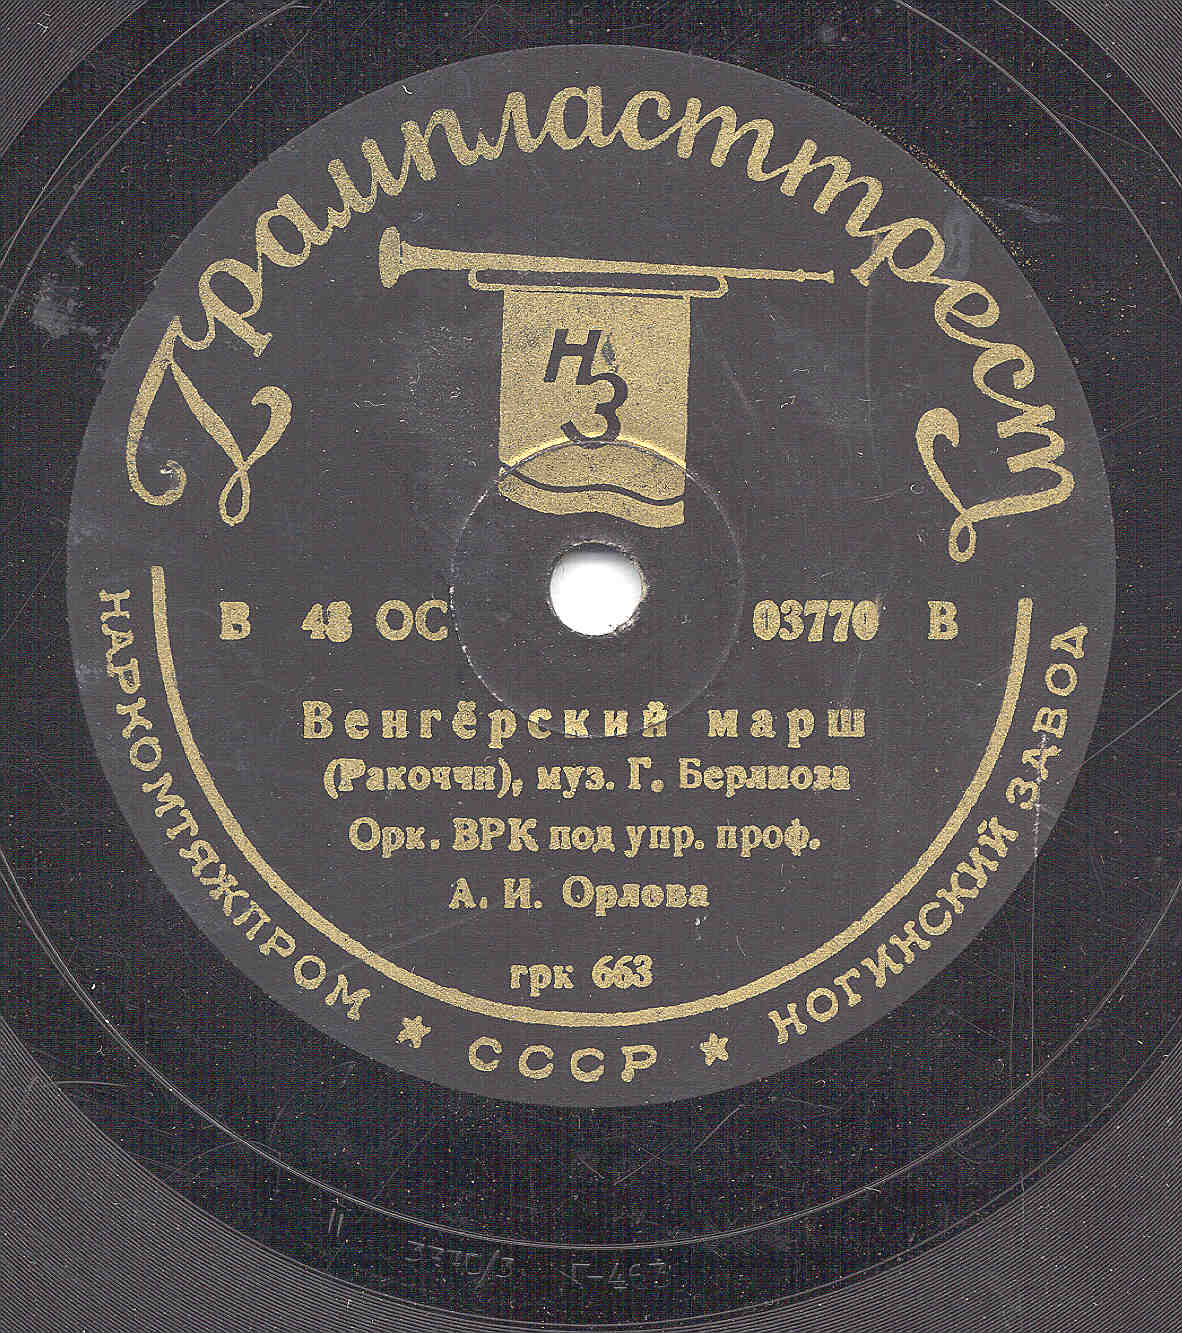 Грампласттрест
НЗ
В 48 ОС 03770 В
Венгёрский марш
(Ракоччи), муз. Г. Берлиоза
Орк. ВРК под упр. проф.
А. И. Орлова
грк 663
НАРКОМТЯЖПРОМ ★ СССР ★ НОГИНСКИЙ ЗАВОД